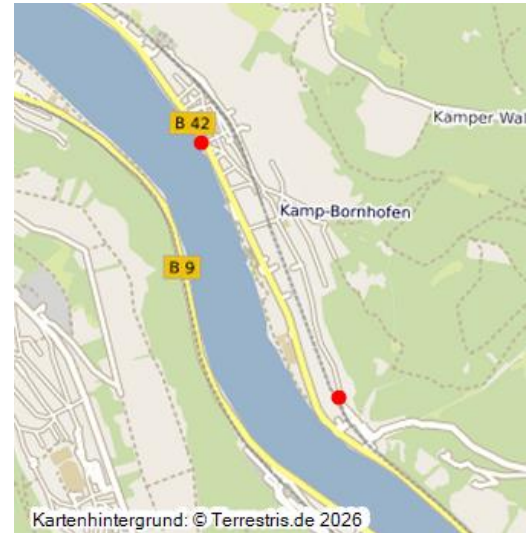 B 42
Kamper Wal
Kamp-Bornhofen
B 9
Kartenhintergrund: © Terrestris.de 2026